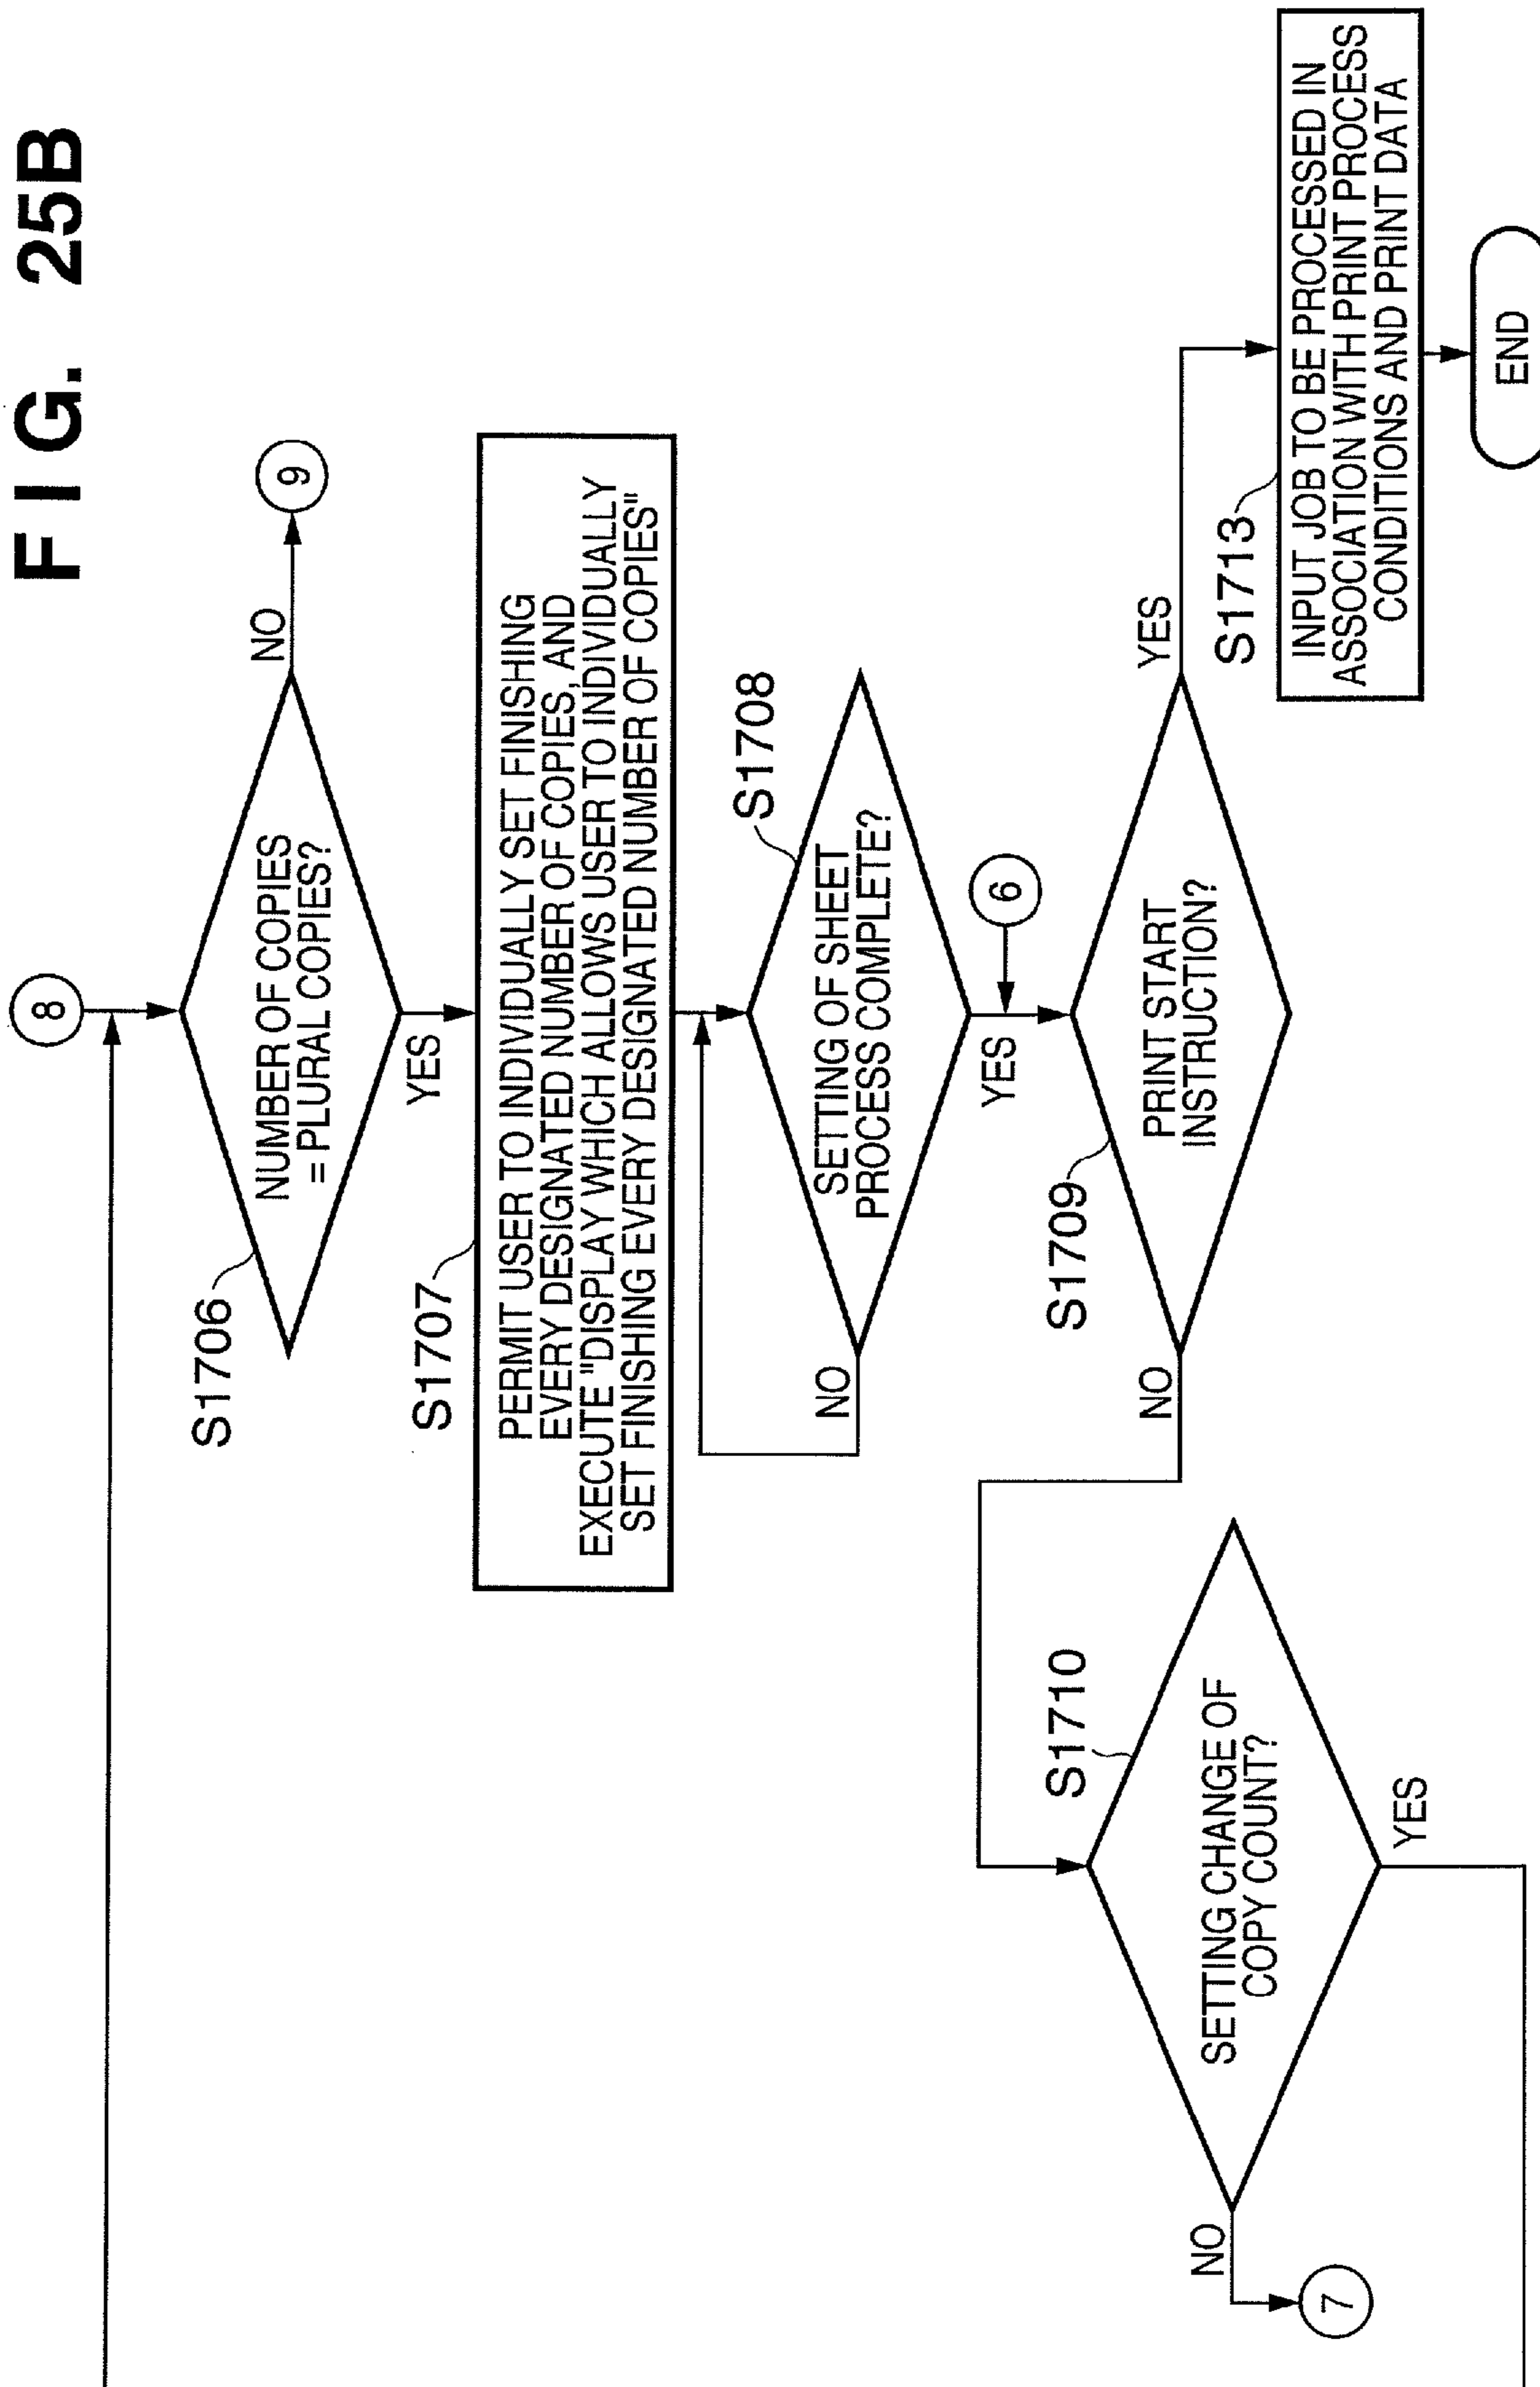 FIG. 25B
8
S1706
NUMBER OF COPIES
= PLURAL COPIES?
NO
9
YES
S1707
PERMIT USER TO INDIVIDUALLY SET FINISHING
EVERY DESIGNATED NUMBER OF COPIES, AND
EXECUTE "DISPLAY WHICH ALLOWS USER TO INDIVIDUALLY
SET FINISHING EVERY DESIGNATED NUMBER OF COPIES"
S1708
SETTING OF SHEET
PROCESS COMPLETE?
NO
YES
6
S1709
PRINT START
INSTRUCTION?
NO
YES
S1710
SETTING CHANGE OF
COPY COUNT?
NO
7
YES
S1713
INPUT JOB TO BE PROCESSED IN
ASSOCIATION WITH PRINT PROCESS
CONDITIONS AND PRINT DATA
END